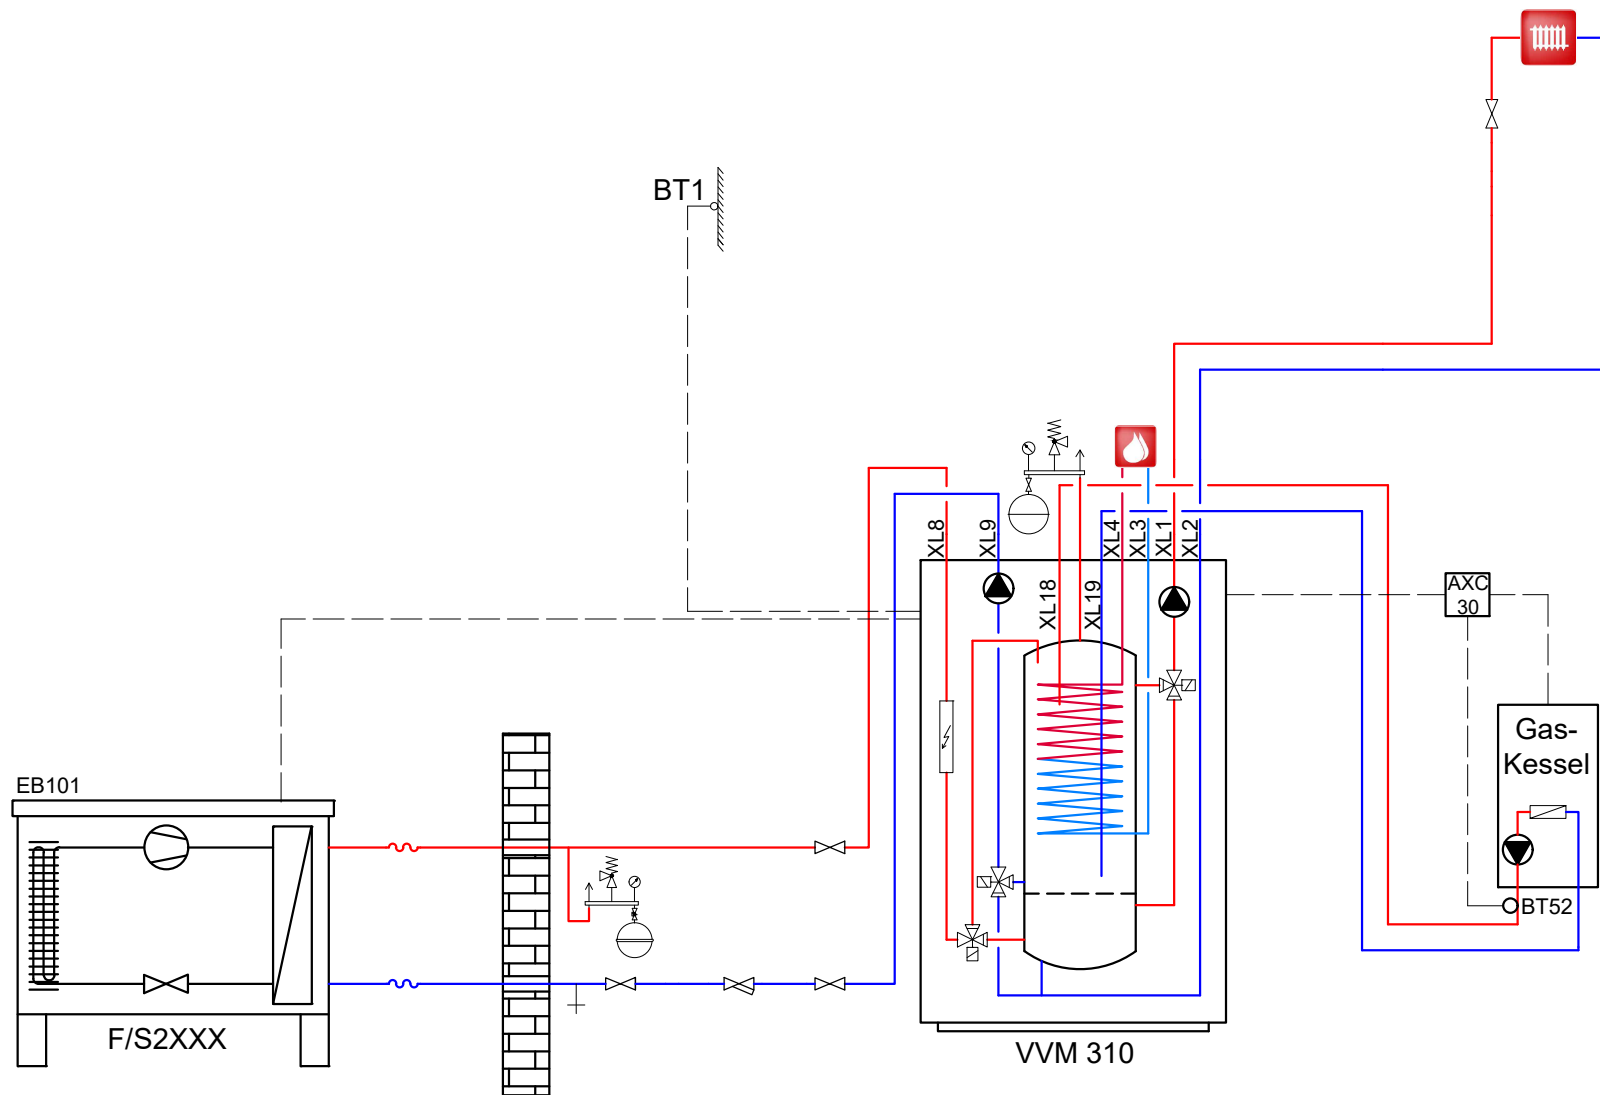 BT1
XL8
XL9
XL4
XL3
XL1
XL2
XL18
XL19
AXC
30
Gas-
Kessel
EB101
BT52
F/S2XXX
VVM 310